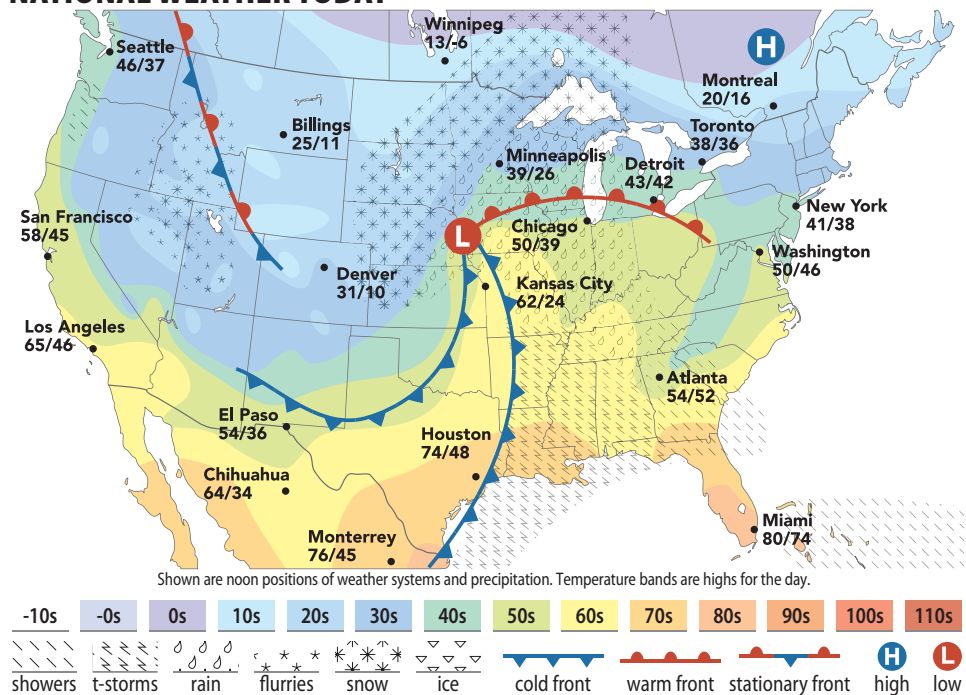 NATIONAL WEATHER TODAY
Winnipeg
13/-6
H
Seattle
46/37
Montreal
20/16
Billings
25/11
Toronto
38/36
Minneapolis
39/26
Detroit
43/42
San Francisco
58/45
New York
41/38
L
Chicago
50/39
Washington
50/46
Denver
31/10
Kansas City
62/24
Los Angeles
65/46
Atlanta
54/52
El Paso
54/36
Houston
74/48
Chihuahua
64/34
Miami
80/74
Monterrey
76/45
Shown are noon positions of weather systems and precipitation. Temperature bands are highs for the day.
-10s -0s 0s 10s 20s 30s 40s 50s 60s 70s 80s 90s 100s 110s
H L
showers t-storms rain flurries snow ice cold front warm front stationary front high low